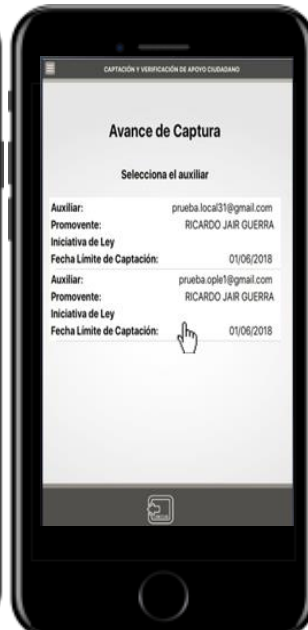 CAPTACIÓN Y VERIFICACIÓN DE APOYO CIUDADANO
Avance de Captura
Selecciona el auxiliar
Auxiliar: prueba.local31@gmail.com
Promovente: RICARDO JAIR GUERRA
Iniciativa de Ley
Fecha Límite de Captación: 01/06/2018
Auxiliar: prueba.ople1@gmail.com
Promovente: RICARDO JAIR GUERRA
Iniciativa de Ley
Fecha Límite de Captación: 01/06/2018